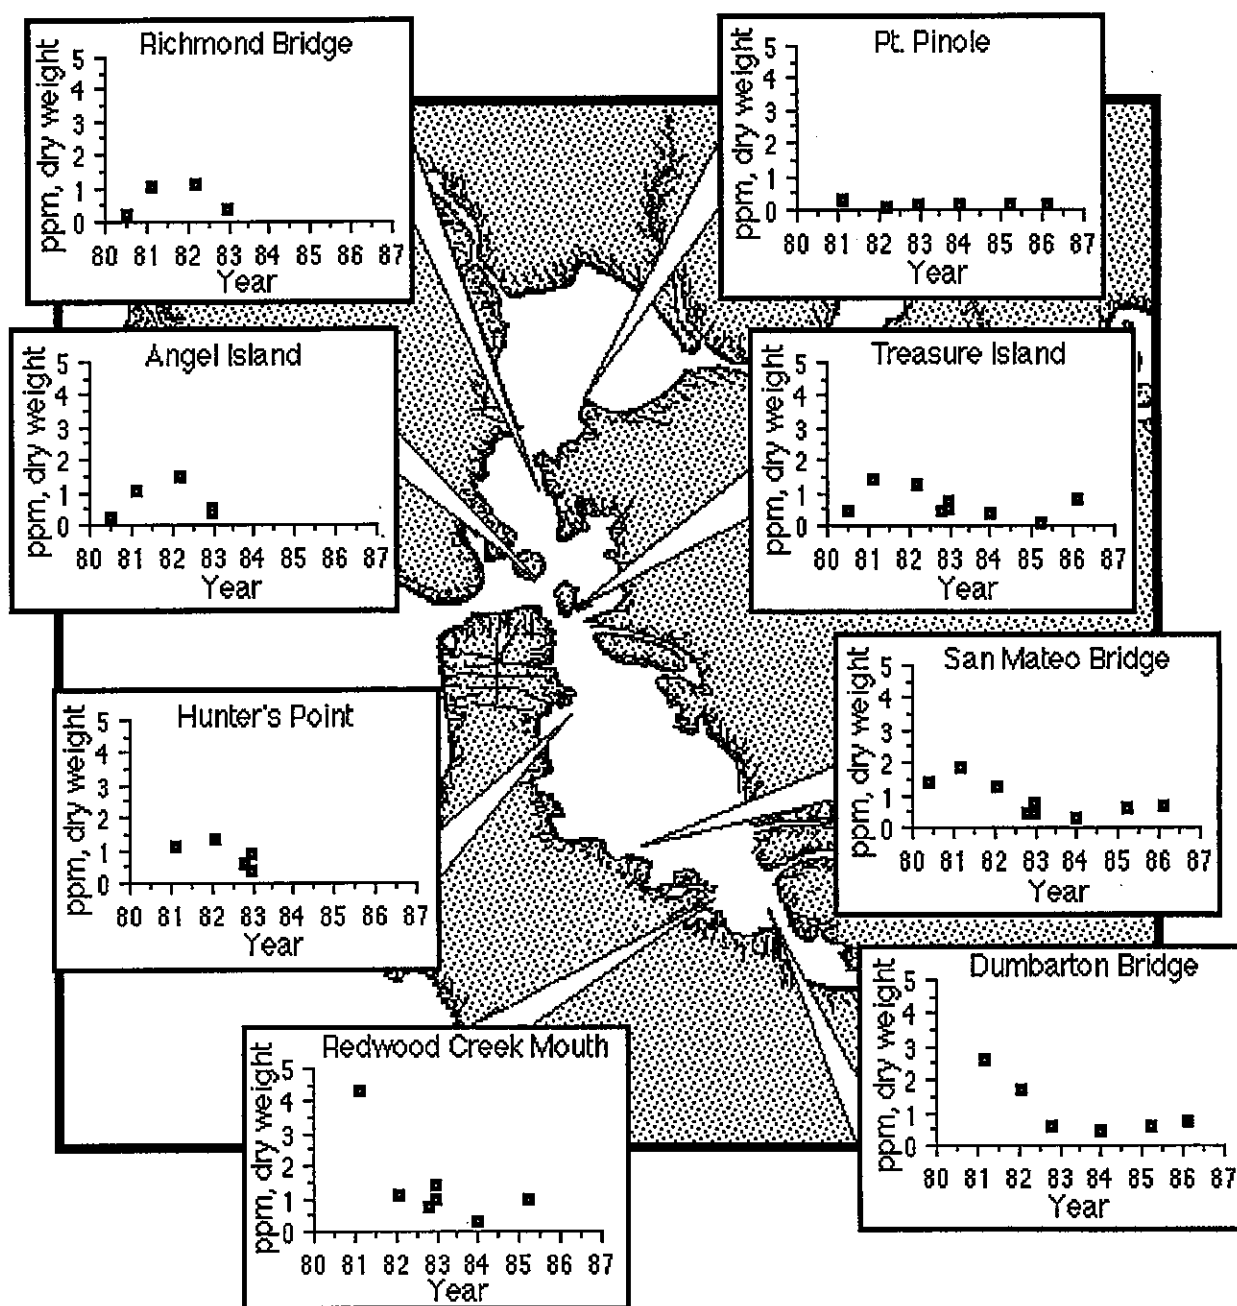 Richmond Bridge
ppm, dry weight
5
4
3
2
1
0
80 81 82 83 84 85 86 87
Year
Pt. Pinole
ppm, dry weight
5
4
3
2
1
0
80 81 82 83 84 85 86 87
Year
Angel Island
ppm, dry weight
5
4
3
2
1
0
80 81 82 83 84 85 86 87
Year
Treasure Island
ppm, dry weight
5
4
3
2
1
0
80 81 82 83 84 85 86 87
Year
Hunter's Point
ppm, dry weight
5
4
3
2
1
0
80 81 82 83 84 85 86 87
Year
San Mateo Bridge
ppm, dry weight
5
4
3
2
1
0
80 81 82 83 84 85 86 87
Year
Redwood Creek Mouth
ppm, dry weight
5
4
3
2
1
0
80 81 82 83 84 85 86 87
Year
Dumbarton Bridge
ppm, dry weight
5
4
3
2
1
0
80 81 82 83 84 85 86 87
Year